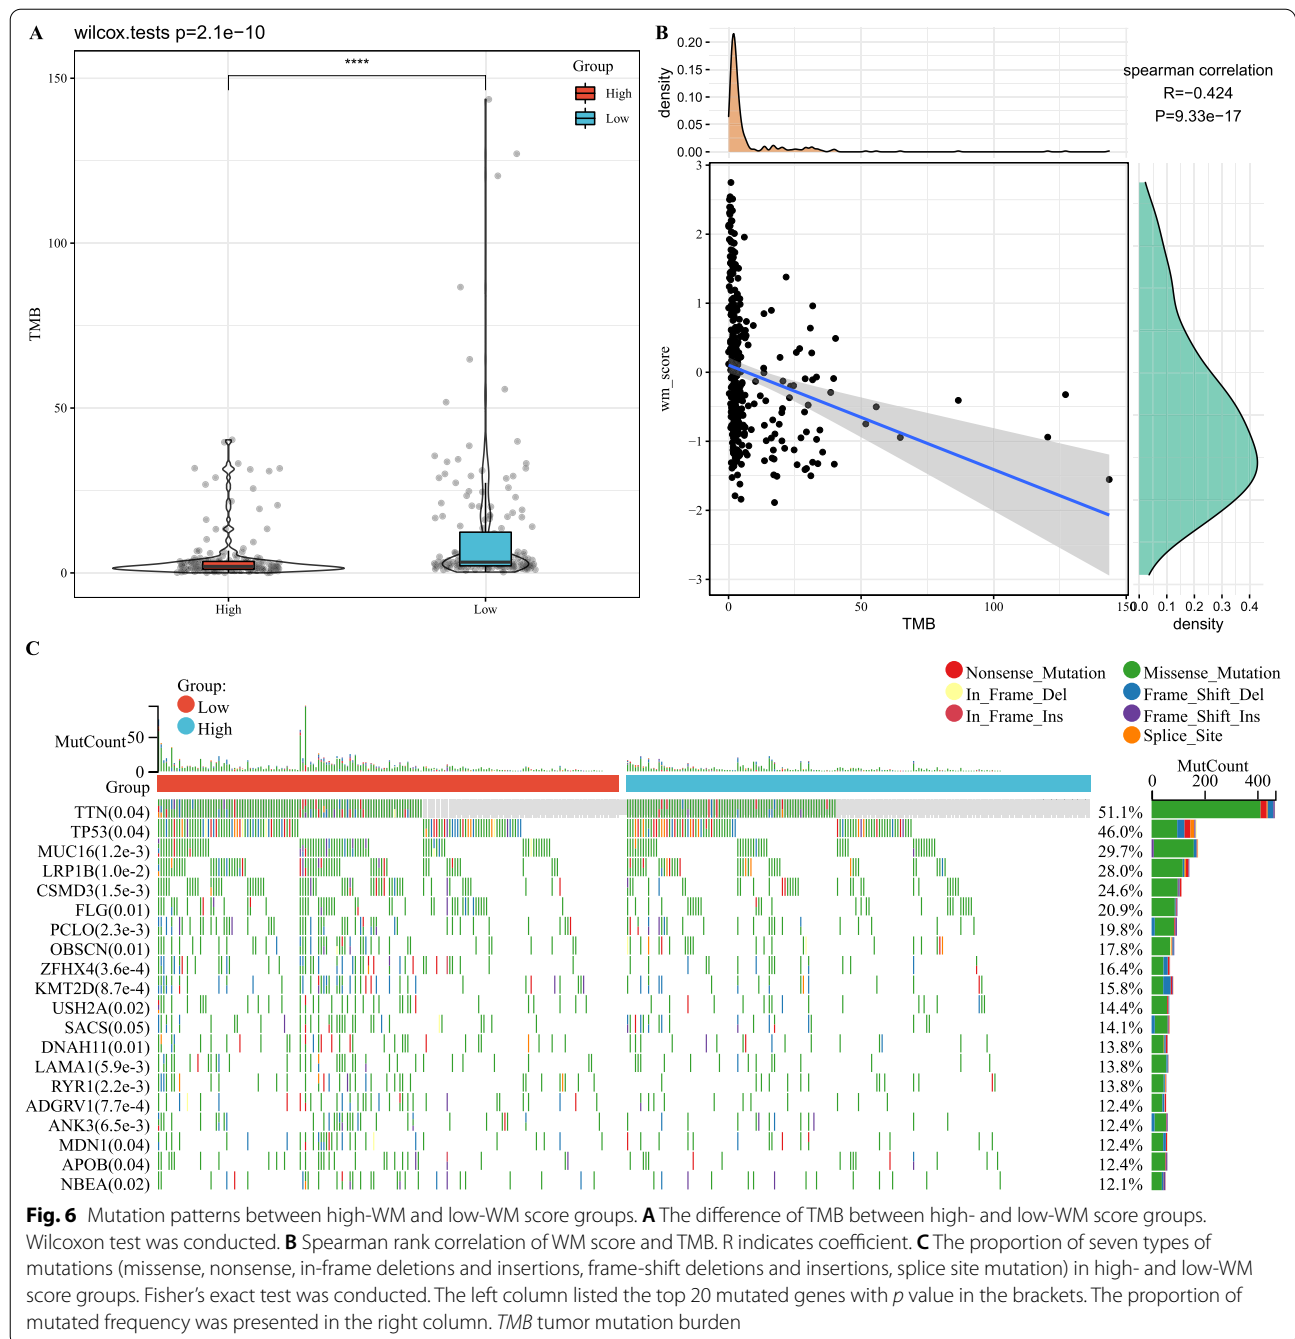 A
wilcox.tests p=2.1e−10
****
Group
High
Low
150
100
50
0
TMB
High
Low
B
0.20
0.15
0.10
0.05
0.00
density
spearman correlation
R=−0.424
P=9.33e−17
3
2
1
0
−1
−2
−3
wm_score
0
50
100
150
TMB
0.0
0.1
0.2
0.3
0.4
density
C
Group:
Low
High
Nonsense_Mutation
In_Frame_Del
In_Frame_Ins
Missense_Mutation
Frame_Shift_Del
Frame_Shift_Ins
Splice_Site
MutCount
50
0
Group
MutCount
0 200 400
TTN(0.04) 51.1%
TP53(0.04) 46.0%
MUC16(1.2e-3) 29.7%
LRP1B(1.0e-2) 28.0%
CSMD3(1.5e-3) 24.6%
FLG(0.01) 20.9%
PCLO(2.3e-3) 19.8%
OBSCN(0.01) 17.8%
ZFHX4(3.6e-4) 16.4%
KMT2D(8.7e-4) 15.8%
USH2A(0.02) 14.4%
SACS(0.05) 14.1%
DNAH11(0.01) 13.8%
LAMA1(5.9e-3) 13.8%
RYR1(2.2e-3) 13.8%
ADGRV1(7.7e-4) 12.4%
ANK3(6.5e-3) 12.4%
MDN1(0.04) 12.4%
APOB(0.04) 12.4%
NBEA(0.02) 12.1%
Fig. 6 Mutation patterns between high-WM and low-WM score groups. A The difference of TMB between high- and low-WM score groups.
Wilcoxon test was conducted. B Spearman rank correlation of WM score and TMB. R indicates coefficient. C The proportion of seven types of
mutations (missense, nonsense, in-frame deletions and insertions, frame-shift deletions and insertions, splice site mutation) in high- and low-WM
score groups. Fisher's exact test was conducted. The left column listed the top 20 mutated genes with p value in the brackets. The proportion of
mutated frequency was presented in the right column. TMB tumor mutation burden